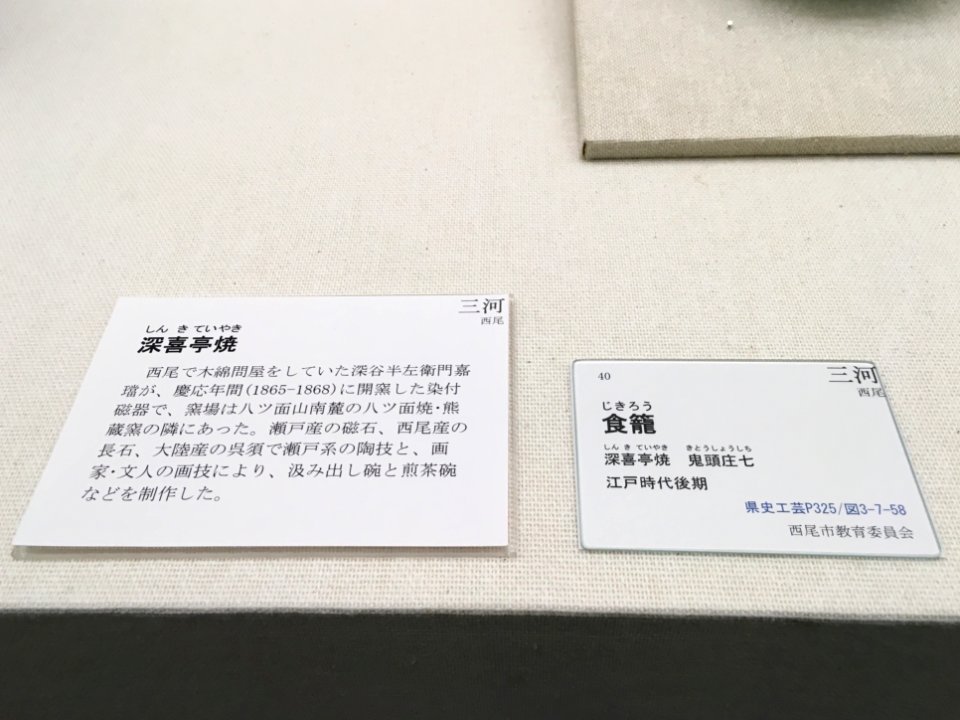 三河
西尾
しんきていやき
深喜亭焼
西尾で木綿問屋をしていた深谷半左衛門嘉
璫が、慶応年間(1865-1868)に開窯した染付
磁器で、窯場は八ツ面山南麓の八ツ面焼・熊
蔵窯の隣にあった。瀬戸産の磁石、西尾産の
長石、大陸産の呉須で瀬戸系の陶技と、画
家・文人の画技により、汲み出し碗と煎茶碗
などを制作した。
40
三河
西尾
じきろう
食籠
しんきていやき きとうしょうしち
深喜亭焼 鬼頭庄七
江戸時代後期
県史工芸P325/図3-7-58
西尾市教育委員会